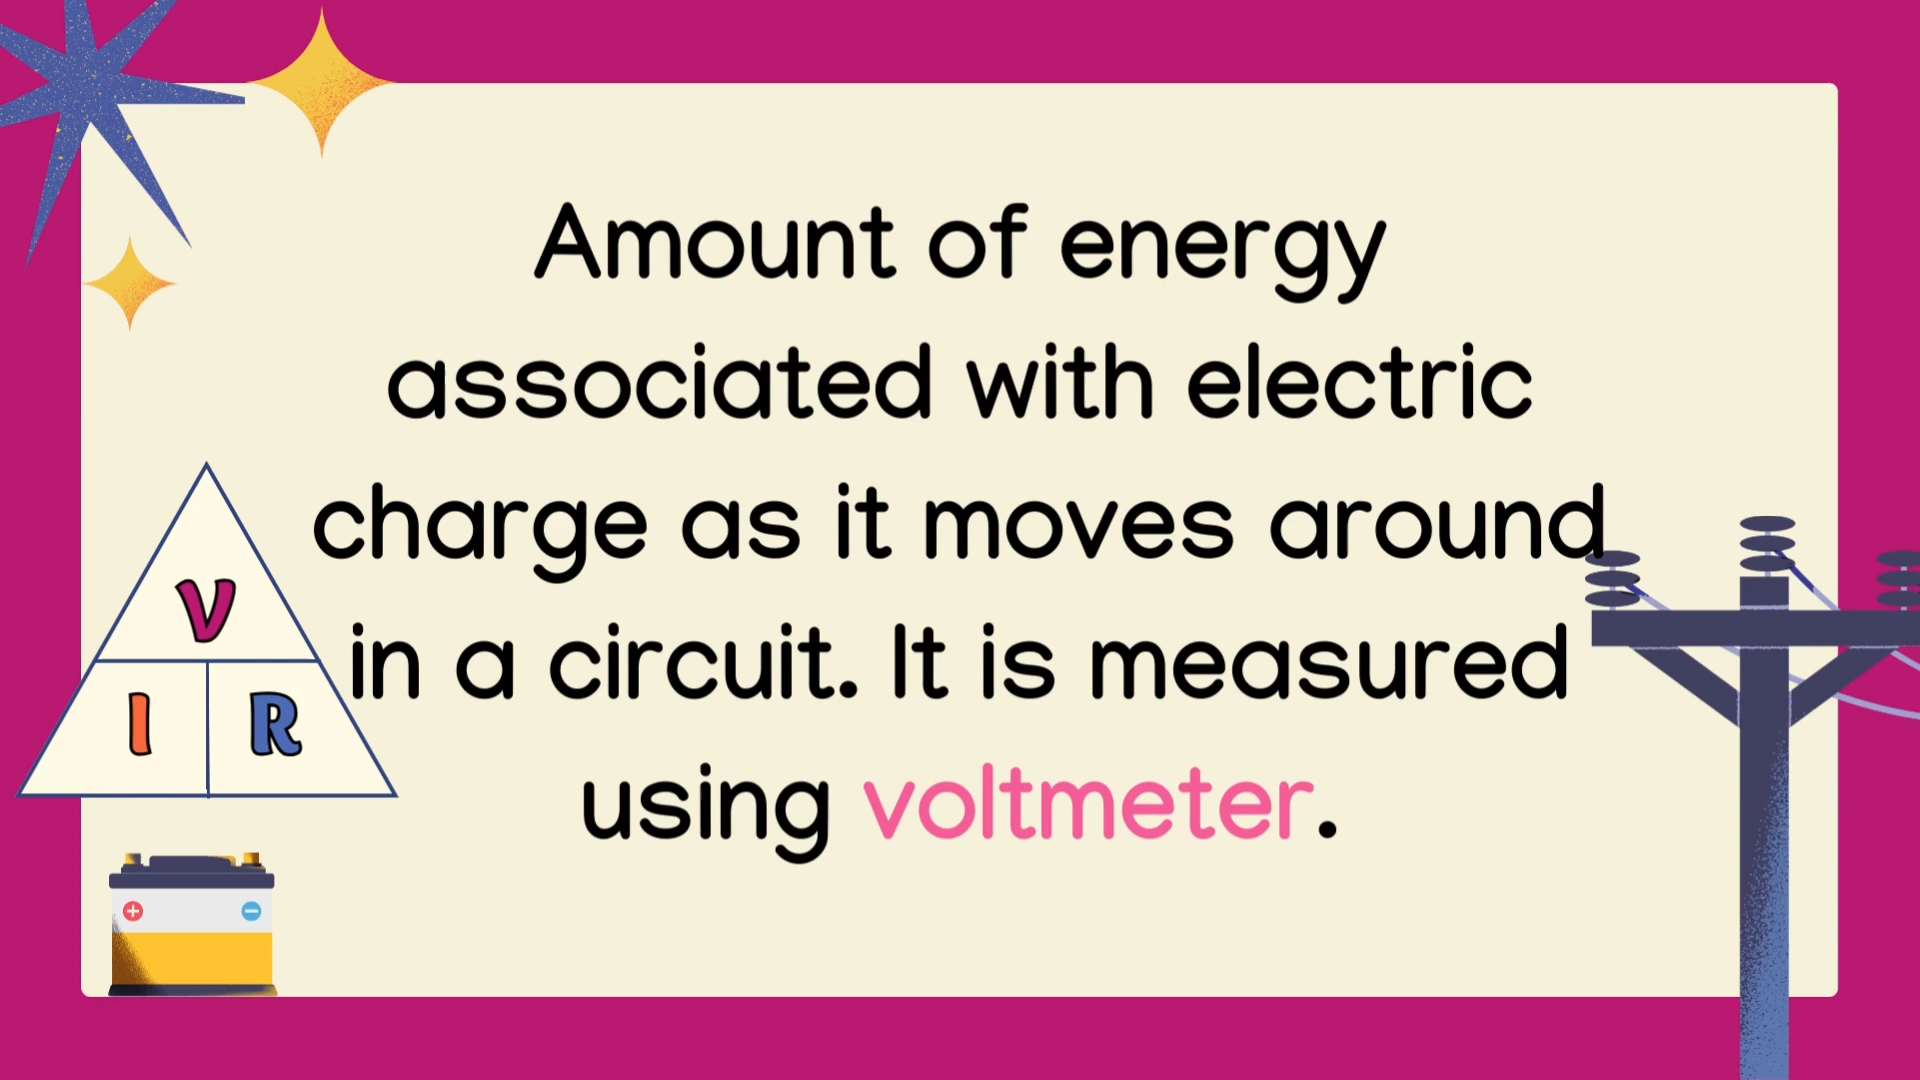 Amount of energy
associated with electric
charge as it moves around
in a circuit. It is measured
using voltmeter.
V
I R